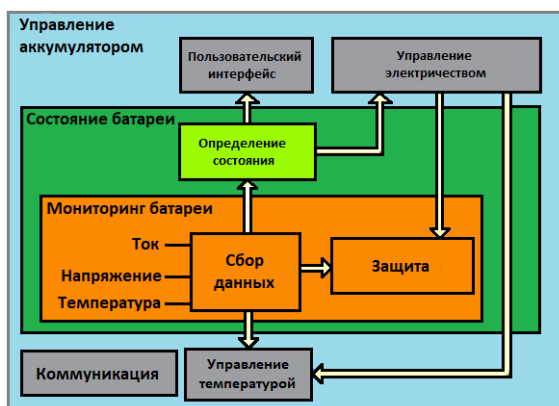 Управление
аккумулятором
Пользовательский
интерфейс
Управление
электричеством
Состояние батареи
Определение
состояния
Мониторинг батареи
Ток
Напряжение
Температура
Сбор
данных
Защита
Коммуникация
Управление
температурой